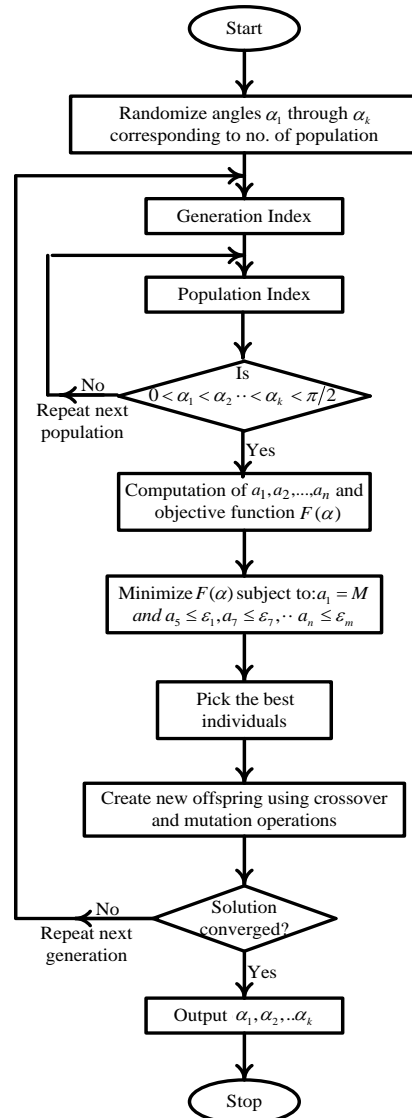 Start
Randomize angles α₁ through αₖ
corresponding to no. of population
Generation Index
Population Index
Is
0 < α₁ < α₂ ·· < αₖ < π/2
No
Repeat next
population
Yes
Computation of a₁,a₂,...,aₙ and
objective function F(α)
Minimize F(α) subject to:a₁ = M
and a₅ ≤ ε₁,a₇ ≤ ε₇,·· aₙ ≤ εₘ
Pick the best
individuals
Create new offspring using crossover
and mutation operations
Solution
converged?
No
Repeat next
generation
Yes
Output α₁,α₂,..αₖ
Stop